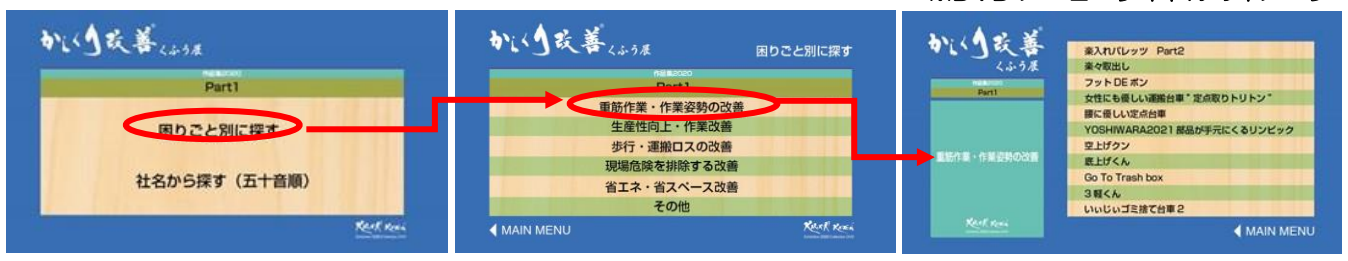 からくり改善くふう展
作品集2020
Part1
困りごと別に探す
社名から探す（五十音順）
からくり改善くふう展
困りごと別に探す
作品集2020
Part1
重筋作業・作業姿勢の改善
生産性向上・作業改善
歩行・運搬ロスの改善
現場危険を排除する改善
省エネ・省スペース改善
その他
MAIN MENU
からくり改善
くふう展
作品集2020
Part1
重筋作業・作業姿勢の改善
楽入れパレッツ Part2
楽々取出し
フットDEポン
女性にも優しい運搬台車"定点取りトリトン"
腰に優しい定点台車
YOSHIWARA2021 部品が手元にくるリンピック
空上げクン
底上げくん
Go To Trash box
3軽くん
いいじぃゴミ捨て台車2
MAIN MENU